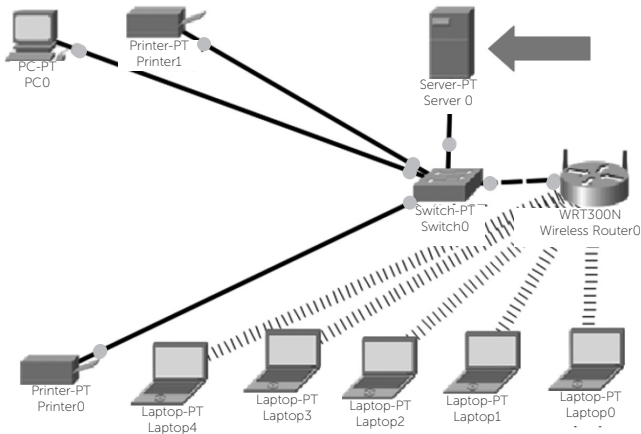 PC-PT
PC0
Printer-PT
Printer1
Server-PT
Server 0
Switch-PT
Switch0
WRT300N
Wireless Router0
Printer-PT
Printer0
Laptop-PT
Laptop4
Laptop-PT
Laptop3
Laptop-PT
Laptop2
Laptop-PT
Laptop1
Laptop-PT
Laptop0